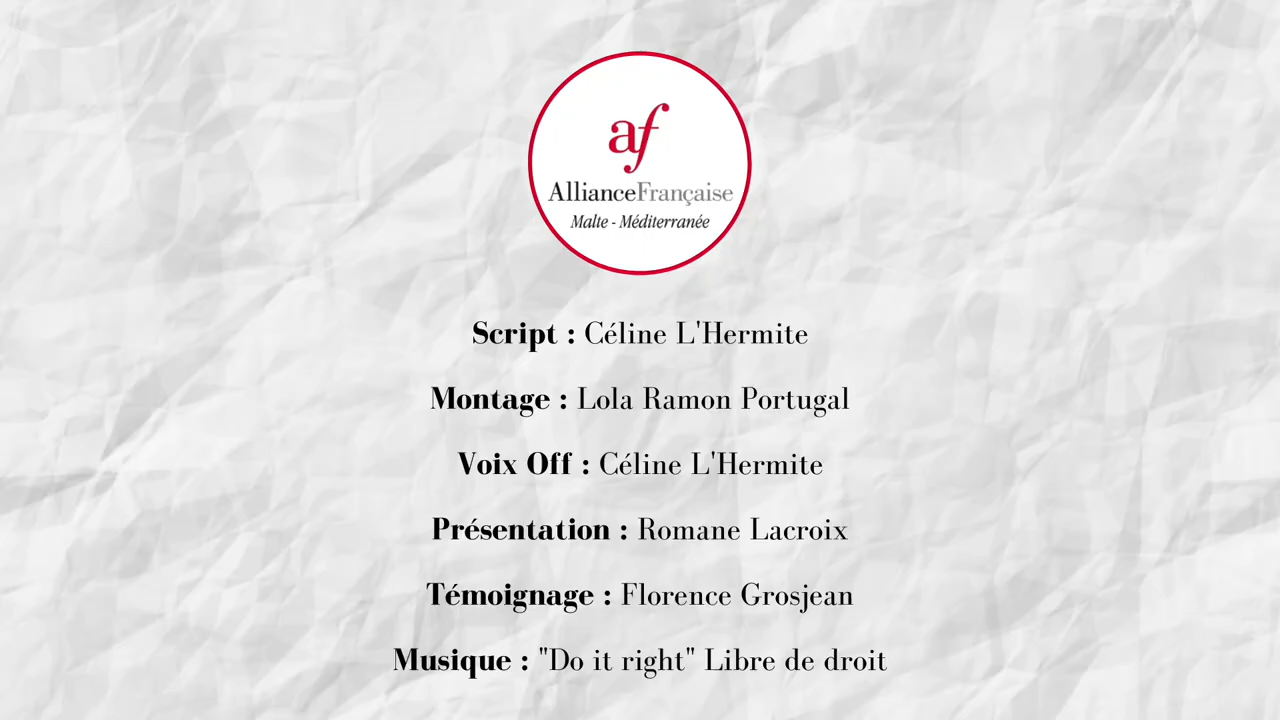 af
AllianceFrançaise
Malte - Méditerranée
Script : Céline L'Hermite
Montage : Lola Ramon Portugal
Voix Off : Céline L'Hermite
Présentation : Romane Lacroix
Témoignage : Florence Grosjean
Musique : "Do it right" Libre de droit